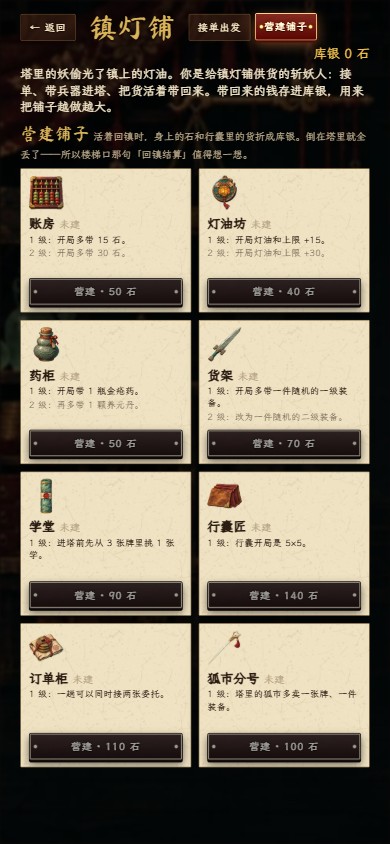 ← 返回
镇灯铺
接单出发
营建铺子
库银 0 石
塔里的妖偷光了镇上的灯油。你是给镇灯铺供货的斩妖人：接
单、带兵器进塔、把货活着带回来。带回来的钱存进库银，用来
把铺子越做越大。
营建铺子 活着回镇时，身上的石和行囊里的货折成库银。倒在塔里就全
丢了——所以楼梯口那句「回镇结算」值得想一想。
账房 未建
1 级：开局多带 15 石。
2 级：开局多带 30 石。
营建 · 50 石
灯油坊 未建
1 级：开局灯油和上限 +15。
2 级：开局灯油和上限 +30。
营建 · 40 石
药柜 未建
1 级：开局带 1 瓶金疮药。
2 级：再多带 1 颗养元丹。
营建 · 50 石
货架 未建
1 级：开局多带一件随机的一级装
备。
2 级：改为一件随机的二级装备。
营建 · 70 石
学堂 未建
1 级：进塔前先从 3 张牌里挑 1 张
学。
营建 · 90 石
行囊匠 未建
1 级：行囊开局是 5x5。
营建 · 140 石
订单柜 未建
1 级：一趟可以同时接两张委托。
营建 · 110 石
狐市分号 未建
1 级：塔里的狐市多卖一张牌、一件
装备。
营建 · 100 石